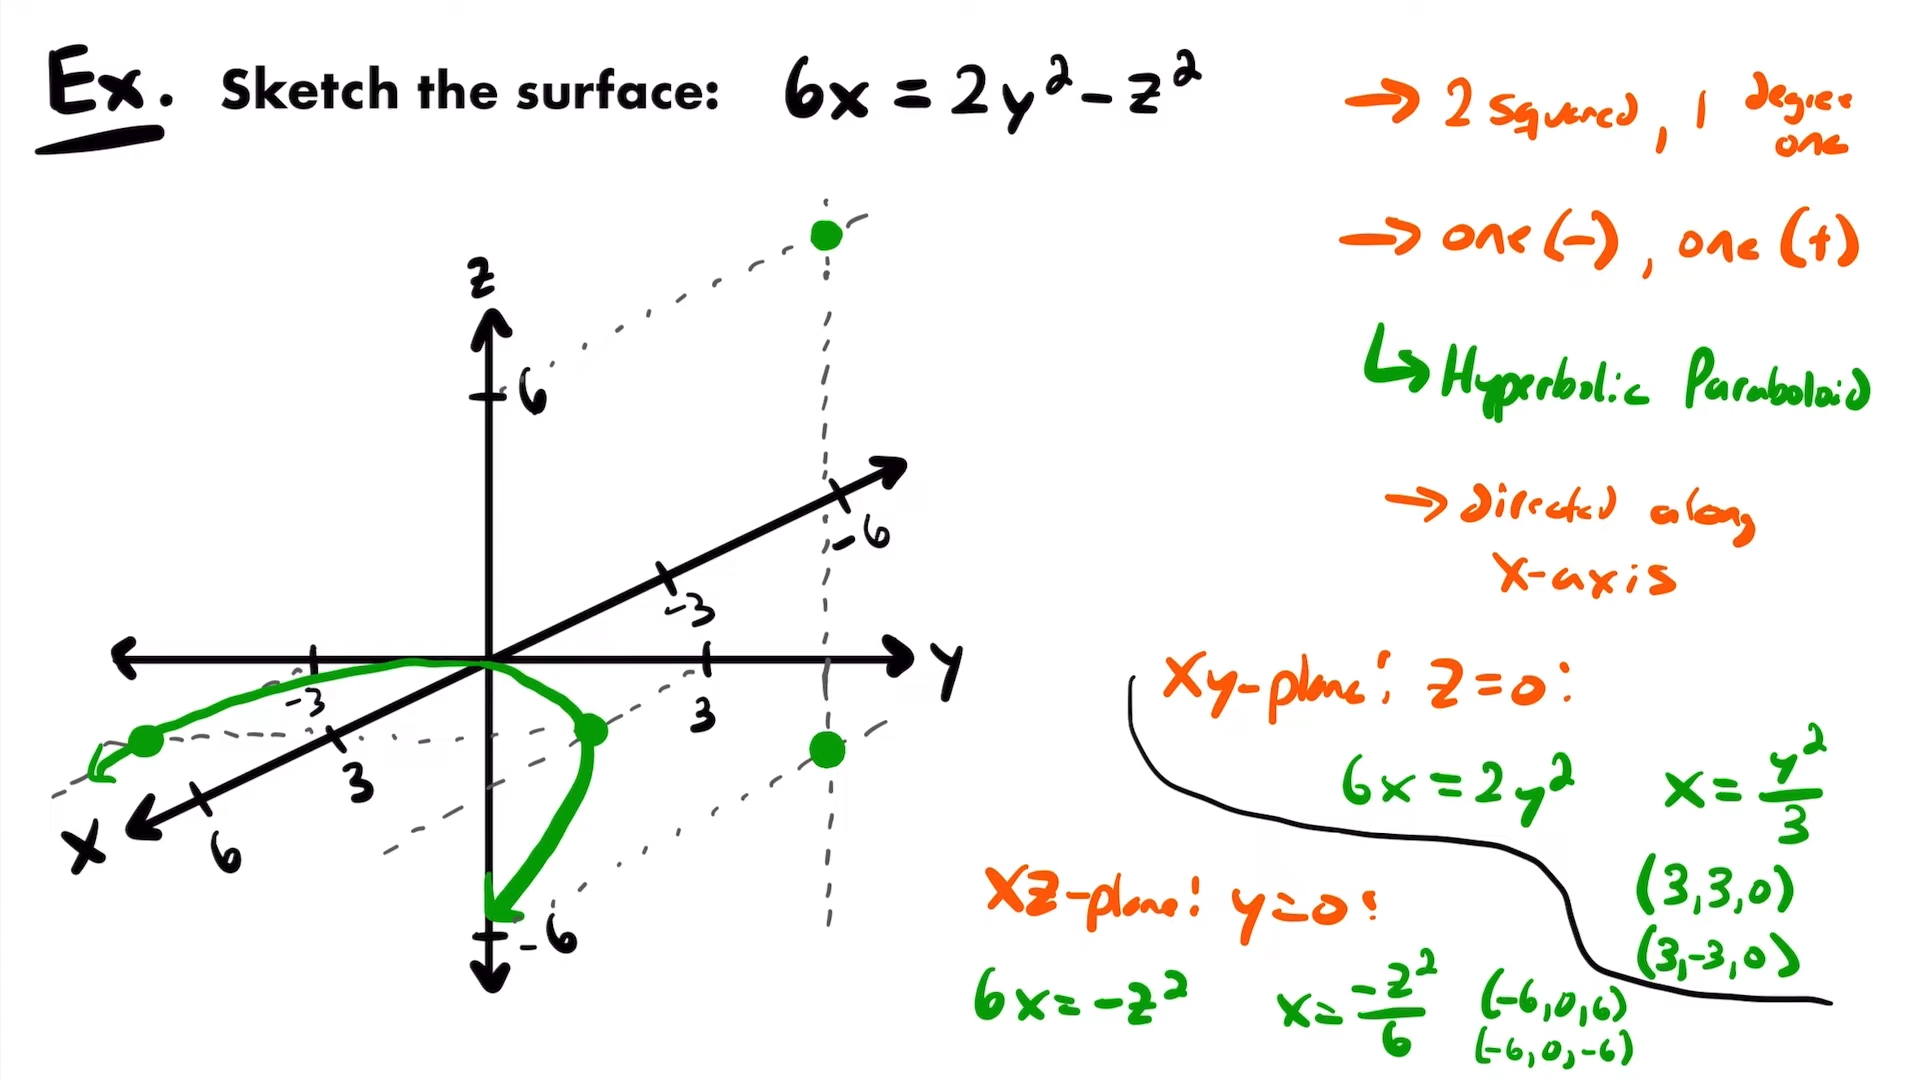 Ex. Sketch the surface: 6x = 2y² - z²
→ 2 squared, 1 degree
one
→ one (-), one (+)
↳ Hyperbolic Paraboloid
→ directed along
x-axis
z
6
-6
-3
y
-3
3
3
x
6
-6
xy-plane: z=0:
6x = 2y² x = y²/3
(3,3,0)
(3,-3,0)
xz-plane: y=0:
6x = -z² x = -z²/6 (-6,0,6)
(-6,0,-6)